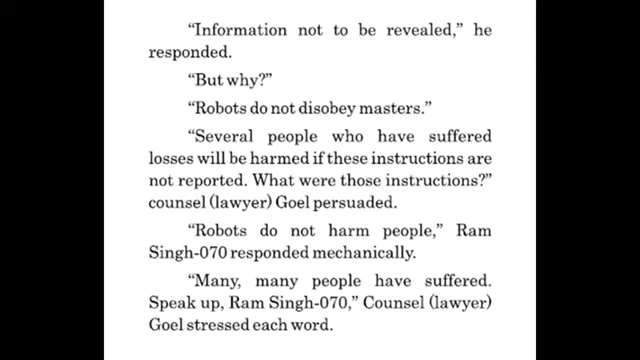 “Information not to be revealed,” he
responded.
“But why?”
“Robots do not disobey masters.”
“Several people who have suffered
losses will be harmed if these instructions are
not reported. What were those instructions?”
counsel (lawyer) Goel persuaded.
“Robots do not harm people,” Ram
Singh-070 responded mechanically.
“Many, many people have suffered.
Speak up, Ram Singh-070,” Counsel (lawyer)
Goel stressed each word.